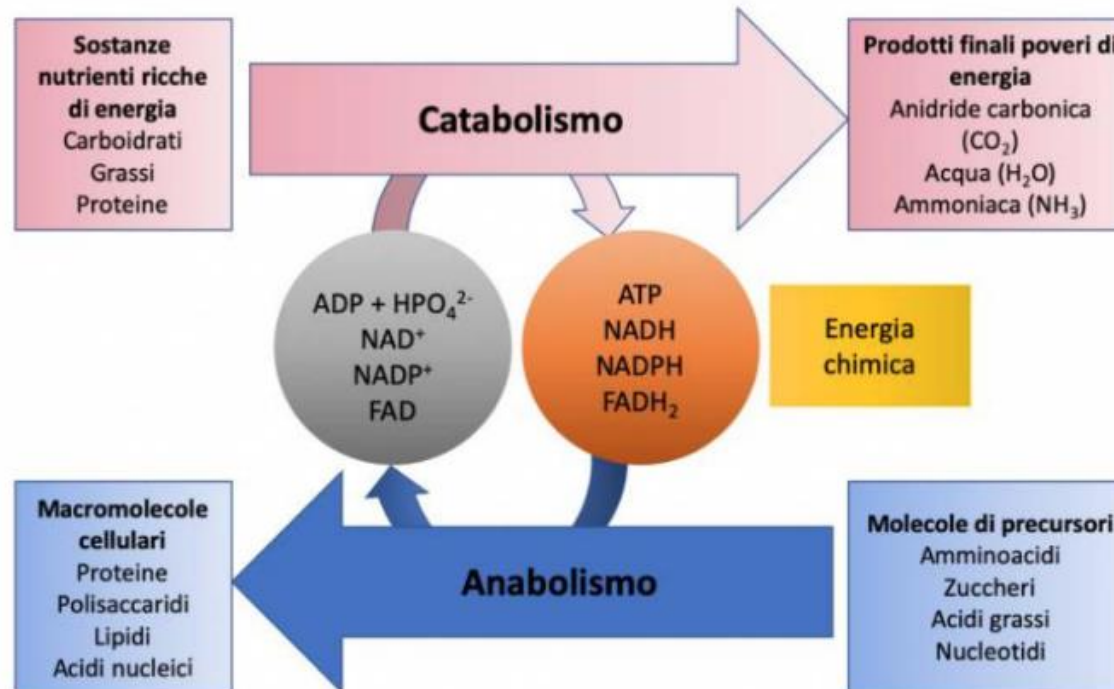 Sostanze
nutrienti ricche
di energia
Carboidrati
Grassi
Proteine
Catabolismo
Prodotti finali poveri di
energia
Anidride carbonica
(CO₂)
Acqua (H₂O)
Ammoniaca (NH₃)
ADP + HPO₄²⁻
NAD⁺
NADP⁺
FAD
ATP
NADH
NADPH
FADH₂
Energia
chimica
Macromolecole
cellulari
Proteine
Polisaccaridi
Lipidi
Acidi nucleici
Anabolismo
Molecole di precursori
Amminoacidi
Zuccheri
Acidi grassi
Nucleotidi